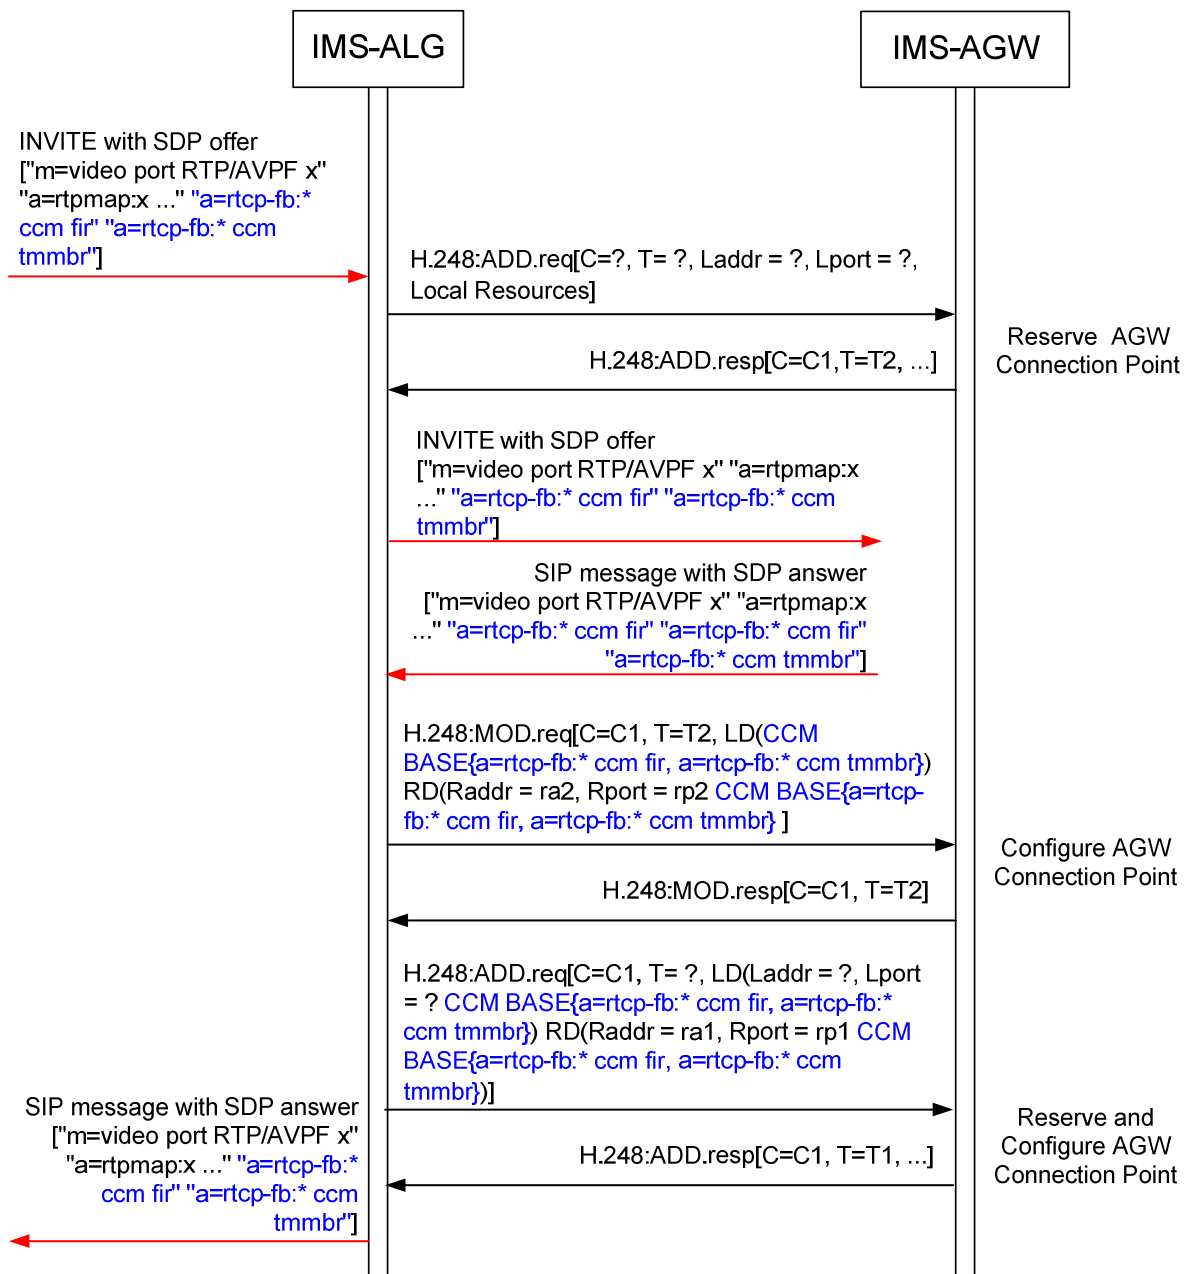 IMS-ALG
IMS-AGW
INVITE with SDP offer
["m=video port RTP/AVPF x"
"a=rtpmap:x ..." "a=rtcp-fb:*
ccm fir" "a=rtcp-fb:* ccm
tmmbr"]
H.248:ADD.req[C=?, T= ?, Laddr = ?, Lport = ?,
Local Resources]
Reserve AGW
Connection Point
H.248:ADD.resp[C=C1,T=T2, ...]
INVITE with SDP offer
["m=video port RTP/AVPF x" "a=rtpmap:x
..." "a=rtcp-fb:* ccm fir" "a=rtcp-fb:* ccm
tmmbr"]
SIP message with SDP answer
["m=video port RTP/AVPF x" "a=rtpmap:x
..." "a=rtcp-fb:* ccm fir" "a=rtcp-fb:* ccm fir"
"a=rtcp-fb:* ccm tmmbr"]
H.248:MOD.req[C=C1, T=T2, LD(CCM
BASE{a=rtcp-fb:* ccm fir, a=rtcp-fb:* ccm tmmbr})
RD(Raddr = ra2, Rport = rp2 CCM BASE{a=rtcp-
fb:* ccm fir, a=rtcp-fb:* ccm tmmbr} ]
Configure AGW
Connection Point
H.248:MOD.resp[C=C1, T=T2]
H.248:ADD.req[C=C1, T= ?, LD(Laddr = ?, Lport
= ? CCM BASE{a=rtcp-fb:* ccm fir, a=rtcp-fb:*
ccm tmmbr}) RD(Raddr = ra1, Rport = rp1 CCM
BASE{a=rtcp-fb:* ccm fir, a=rtcp-fb:* ccm
tmmbr})]
SIP message with SDP answer
["m=video port RTP/AVPF x"
"a=rtpmap:x ..." "a=rtcp-fb:*
ccm fir" "a=rtcp-fb:* ccm
tmmbr"]
H.248:ADD.resp[C=C1, T=T1, ...]
Reserve and
Configure AGW
Connection Point